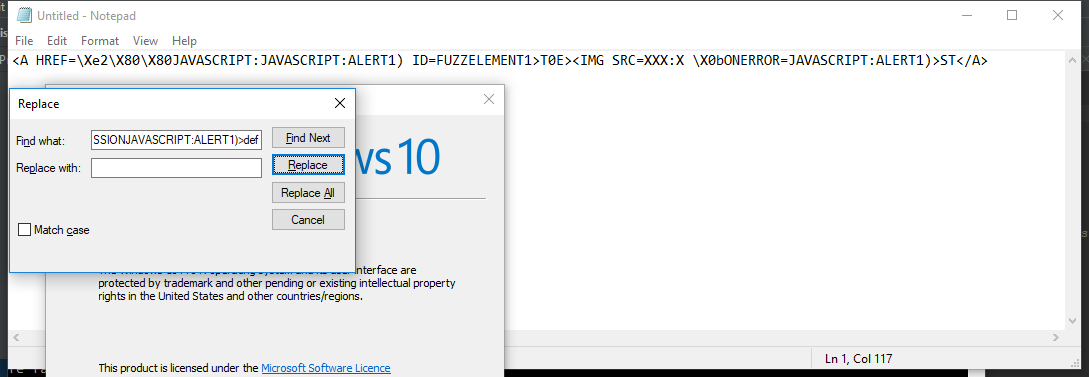 Untitled - Notepad
File Edit Format View Help
<A HREF=\Xe2\X80\X80JAVASCRIPT:JAVASCRIPT:ALERT1) ID=FUZZELEMENT1>T0E><IMG SRC=XXX:X \X0bONERROR=JAVASCRIPT:ALERT1)>ST</A>
Replace
Find what: SSIONJAVASCRIPT:ALERT1)>def Find Next
Replace with: Replace
Replace All
Cancel
Match case
ws 10
interface are
protected by trademark and other pending or existing intellectual property
rights in the United States and other countries/regions.
This product is licensed under the Microsoft Software Licence
Ln 1, Col 117